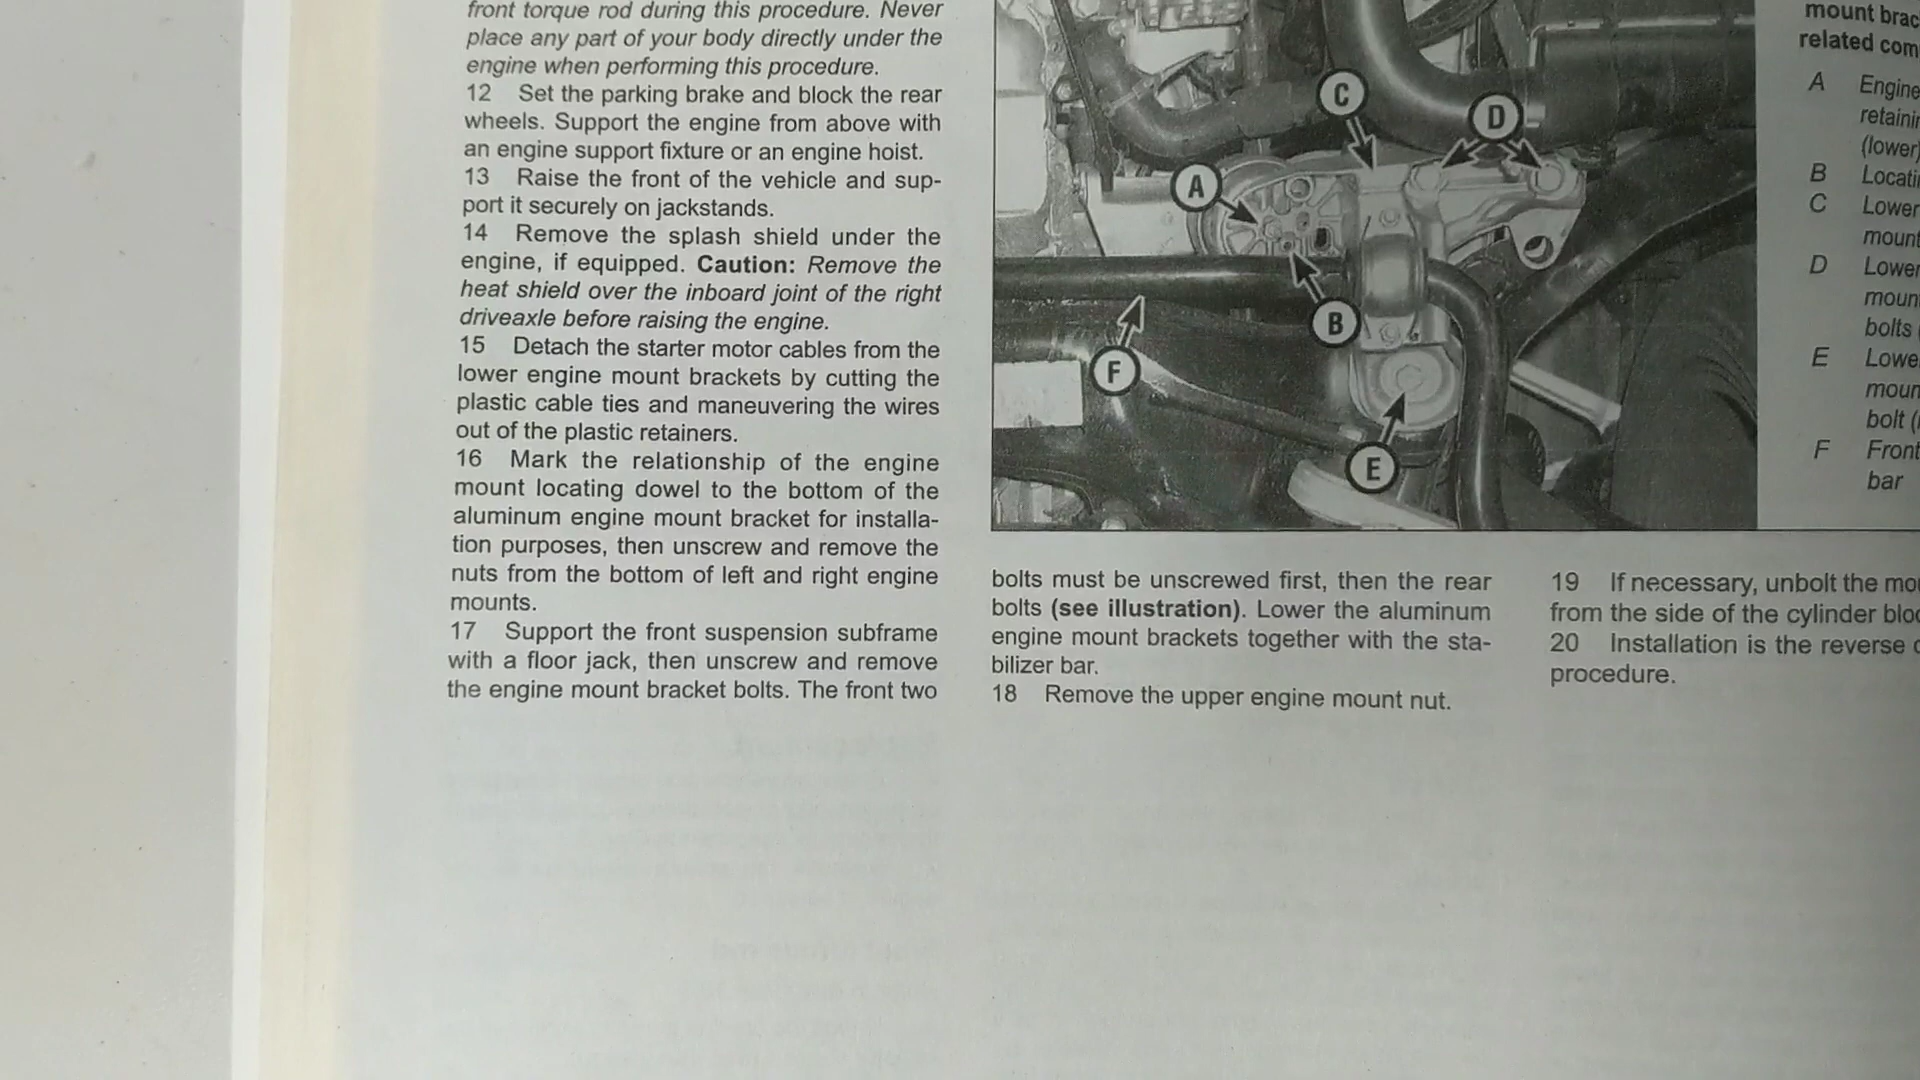 front torque rod during this procedure. Never
place any part of your body directly under the
engine when performing this procedure.
12 Set the parking brake and block the rear
wheels. Support the engine from above with
an engine support fixture or an engine hoist.
13 Raise the front of the vehicle and sup-
port it securely on jackstands.
14 Remove the splash shield under the
engine, if equipped. Caution: Remove the
heat shield over the inboard joint of the right
driveaxle before raising the engine.
15 Detach the starter motor cables from the
lower engine mount brackets by cutting the
plastic cable ties and maneuvering the wires
out of the plastic retainers.
16 Mark the relationship of the engine
mount locating dowel to the bottom of the
aluminum engine mount bracket for installa-
tion purposes, then unscrew and remove the
nuts from the bottom of left and right engine
mounts.
17 Support the front suspension subframe
with a floor jack, then unscrew and remove
the engine mount bracket bolts. The front two
C
D
A
B
F
E
mount brac
related com
A Engine
retainin
(lower)
B Locati
C Lower
mount
D Lower
moun
bolts
E Lowe
moun
bolt (
F Front
bar
bolts must be unscrewed first, then the rear
bolts (see illustration). Lower the aluminum
engine mount brackets together with the sta-
bilizer bar.
18 Remove the upper engine mount nut.
19 If necessary, unbolt the mo
from the side of the cylinder bloc
20 Installation is the reverse
procedure.